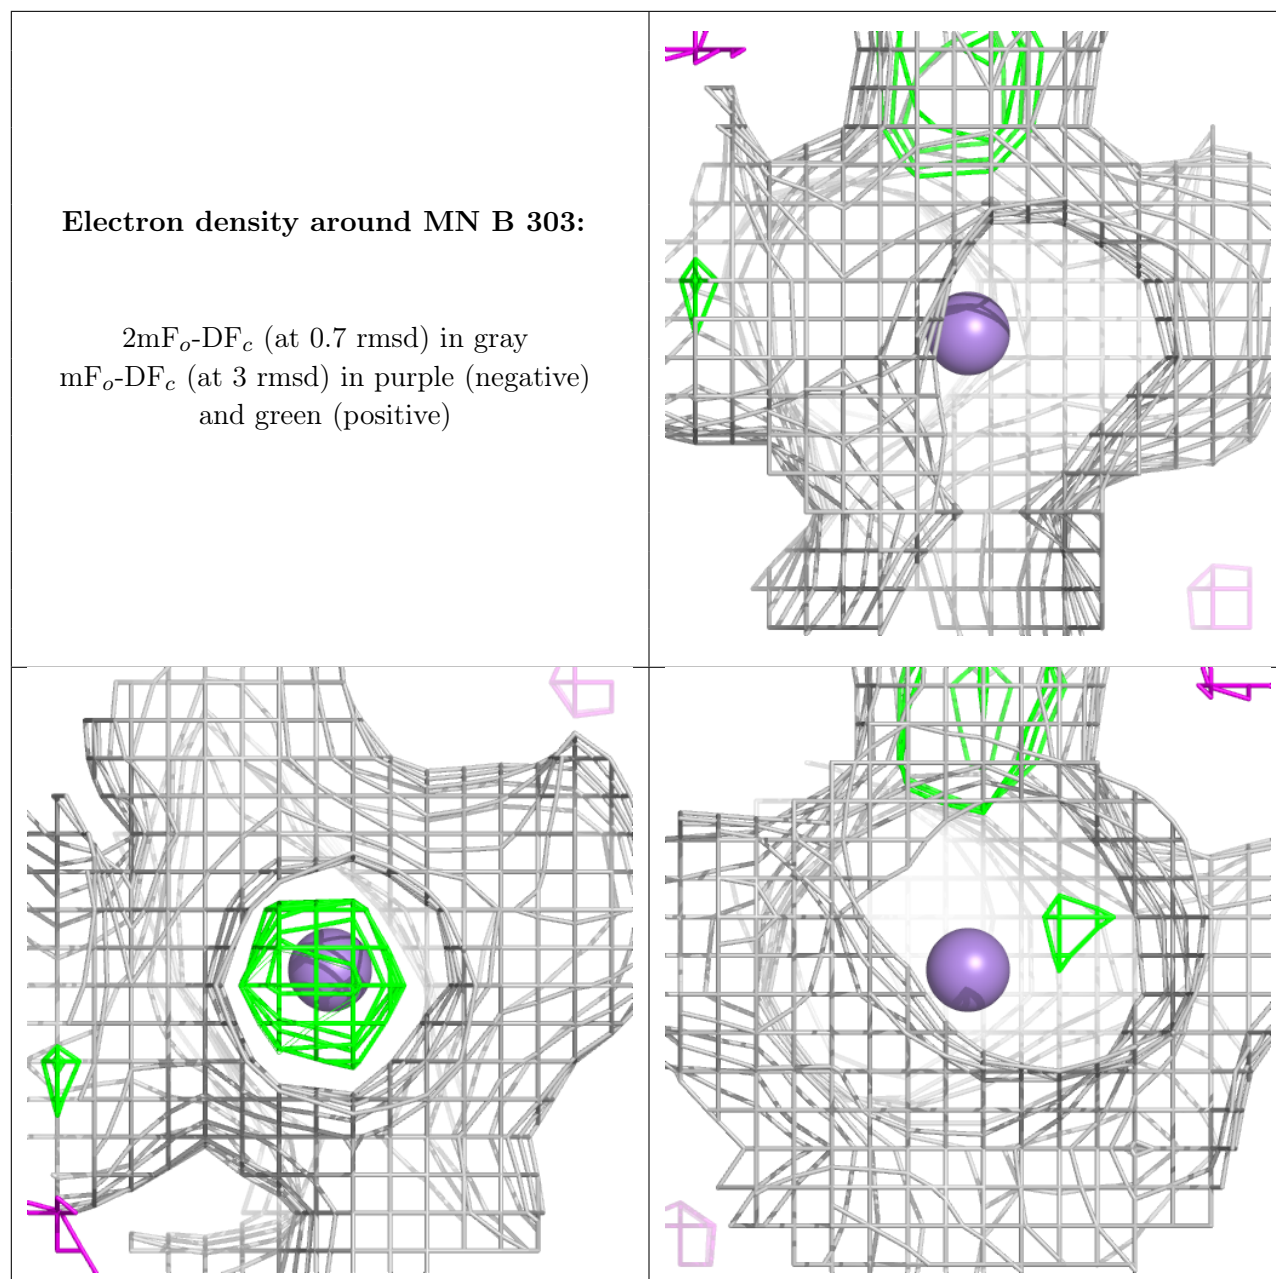 Electron density around MN B 303:
2mFo-DFc (at 0.7 rmsd) in gray
mFo-DFc (at 3 rmsd) in purple (negative)
and green (positive)